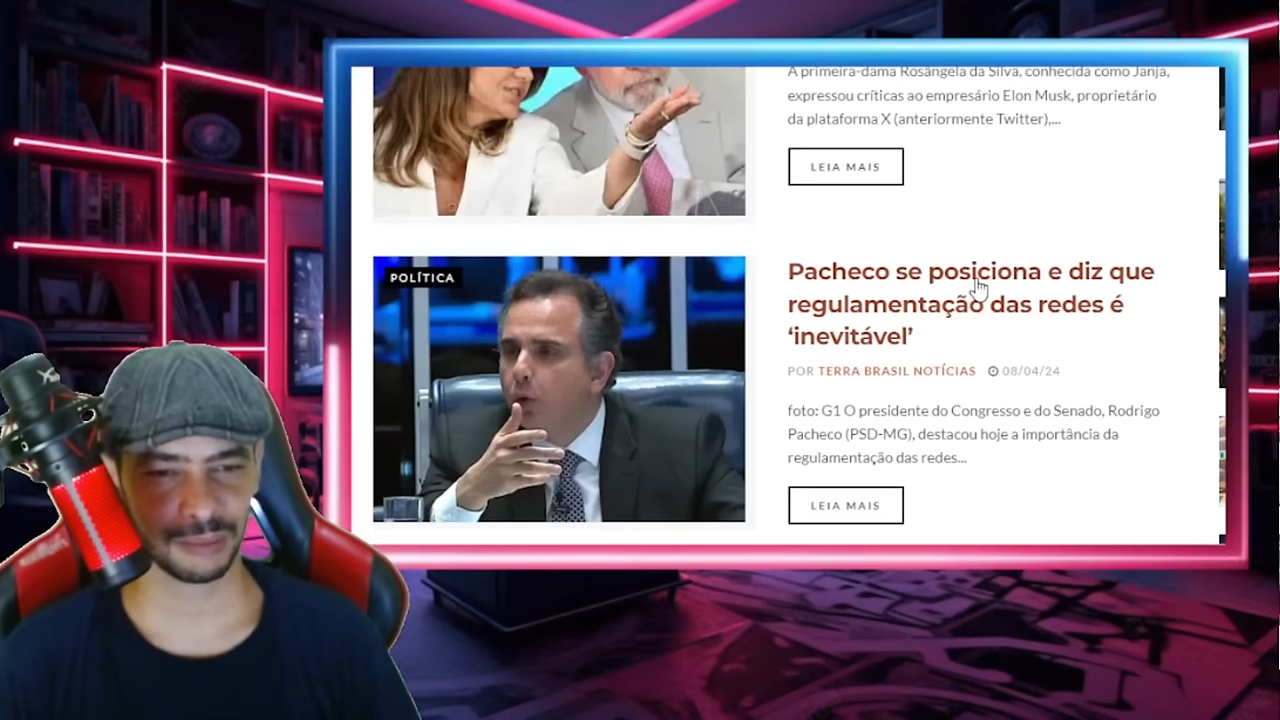 A primeira-dama Rosângela da Silva, conhecida como Janja,
expressou críticas ao empresário Elon Musk, proprietário
da plataforma X (anteriormente Twitter),...
LEIA MAIS
POLÍTICA
Pacheco se posiciona e diz que
regulamentação das redes é
‘inevitável’
POR TERRA BRASIL NOTÍCIAS 08/04/24
foto: G1 O presidente do Congresso e do Senado, Rodrigo
Pacheco (PSD-MG), destacou hoje a importância da
regulamentação das redes...
LEIA MAIS